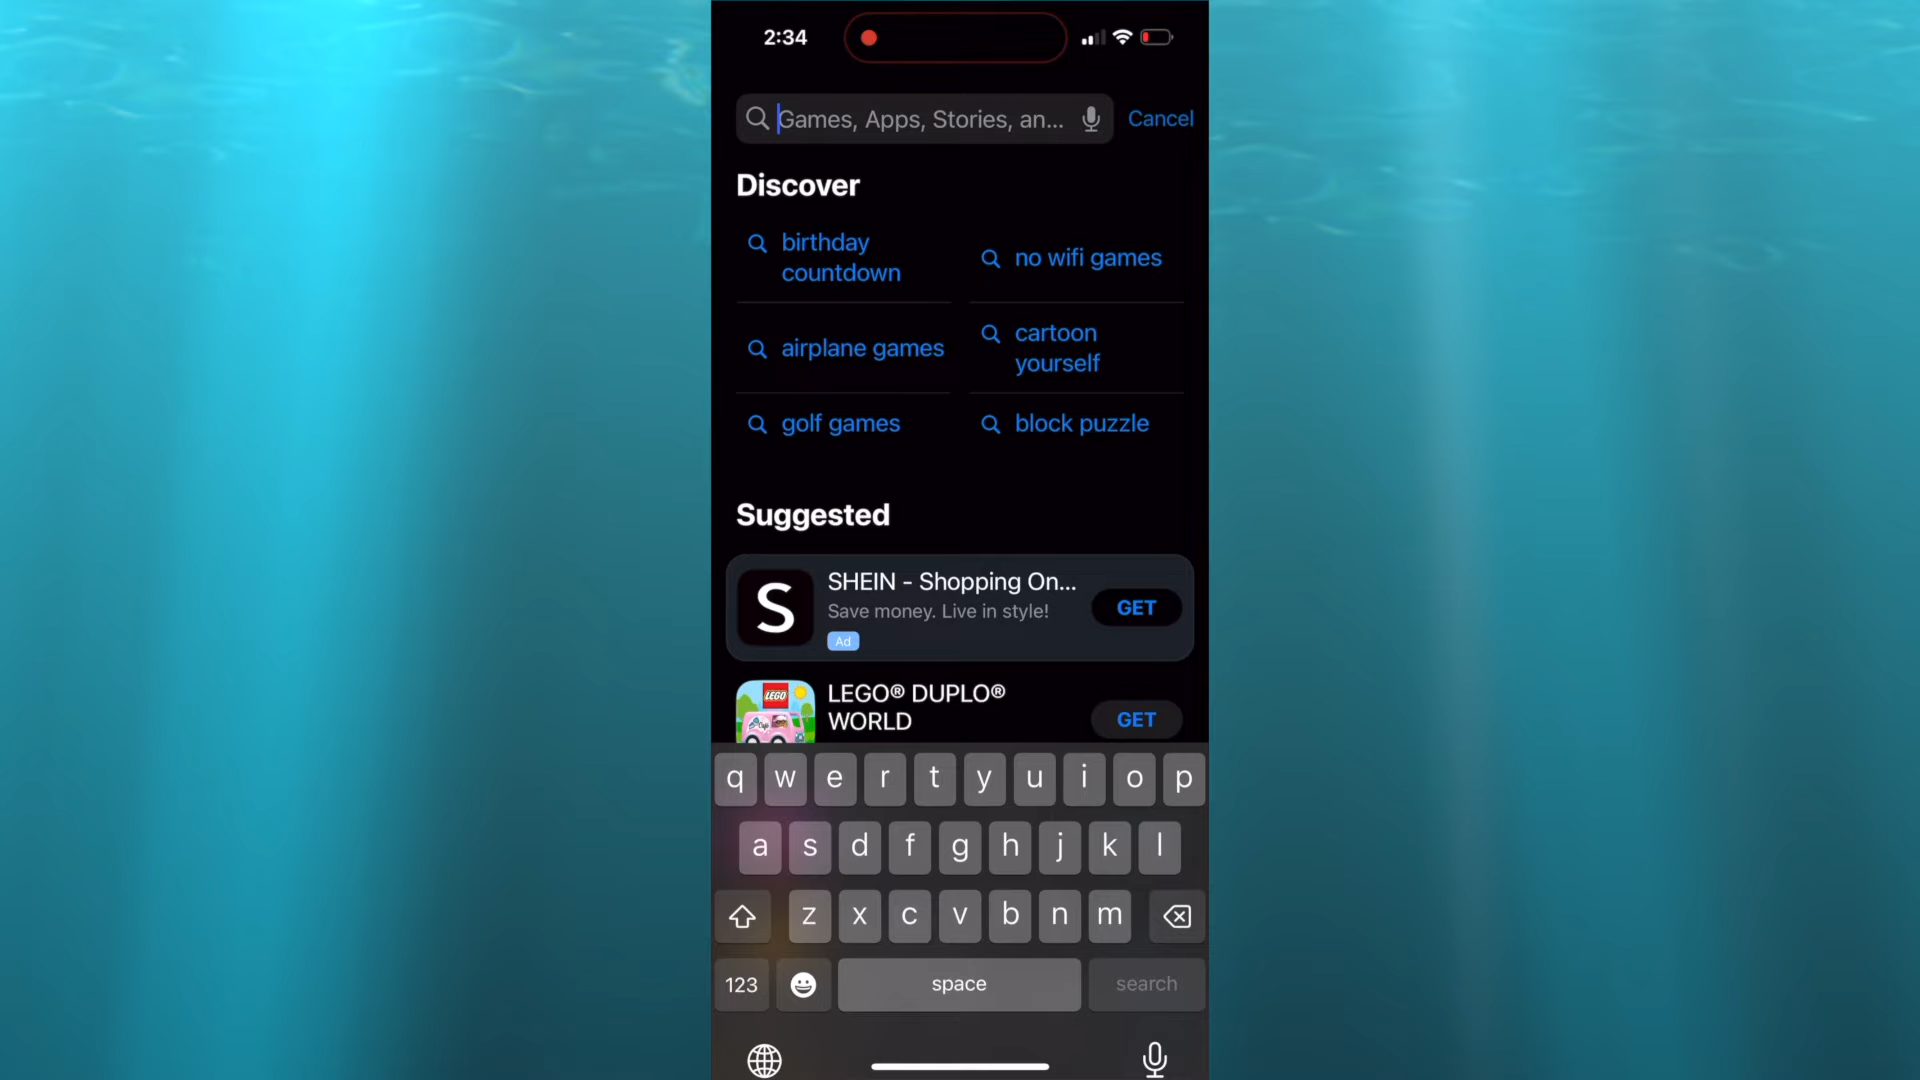 2:34
Games, Apps, Stories, an...
Cancel
Discover
birthday
countdown
no wifi games
airplane games
cartoon
yourself
golf games
block puzzle
Suggested
S
SHEIN - Shopping On...
Save money. Live in style!
Ad
GET
LEGO
LEGO® DUPLO®
WORLD
GET
Cafe
q w e r t y u i o p
a s d f g h j k l
z x c v b n m
123
space
search